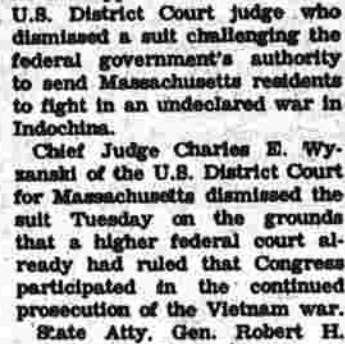 U.S. District Court judge who
dismissed a suit challenging the
federal government's authority
to send Massachusetts residents
to fight in an undeclared war in
Indochina.
Chief Judge Charles E. Wy-
zanski of the U.S. District Court
for Massachusetts dismissed the
suit Tuesday on the grounds
that a higher federal court al-
ready had ruled that Congress
participated in the continued
prosecution of the Vietnam war.
State Atty. Gen. Robert H.